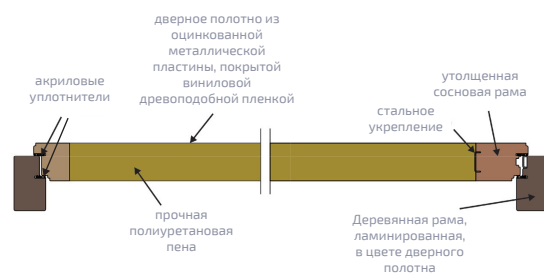 дверное полотно из
оцинкованной
металлической
пластины, покрытой
виниловой
древоподобной пленкой
акриловые
уплотнители
утолщенная
сосновая рама
стальное
укрепление
прочная
полиуретановая
пена
Деревянная рама,
ламинированная,
в цвете дверного
полотна